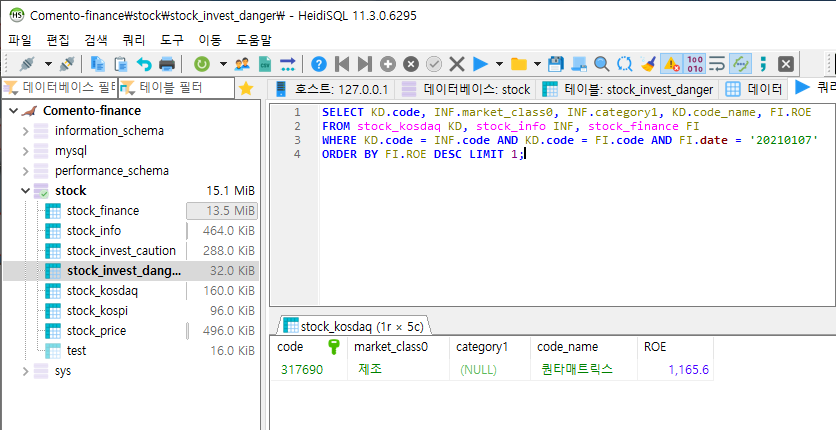 Comento-finance₩stock₩stock_invest_danger₩ - HeidiSQL 11.3.0.6295
파일 편집 검색 쿼리 도구 이동 도움말
데이터베이스 필터 테이블 필터
호스트: 127.0.0.1 데이터베이스: stock 테이블: stock_invest_danger 데이터 쿼리
Comento-finance
information_schema
mysql
performance_schema
stock 15.1 MiB
stock_finance 13.5 MiB
stock_info 464.0 KiB
stock_invest_caution 288.0 KiB
stock_invest_dang... 32.0 KiB
stock_kosdaq 160.0 KiB
stock_kospi 96.0 KiB
stock_price 496.0 KiB
test 16.0 KiB
sys
1 SELECT KD.code, INF.market_class0, INF.category1, KD.code_name, FI.ROE
2 FROM stock_kosdaq KD, stock_info INF, stock_finance FI
3 WHERE KD.code = INF.code AND KD.code = FI.code AND FI.date = '20210107'
4 ORDER BY FI.ROE DESC LIMIT 1;
stock_kosdaq (1r × 5c)
code market_class0 category1 code_name ROE
317690 제조 (NULL) 퀀타매트릭스 1,165.6